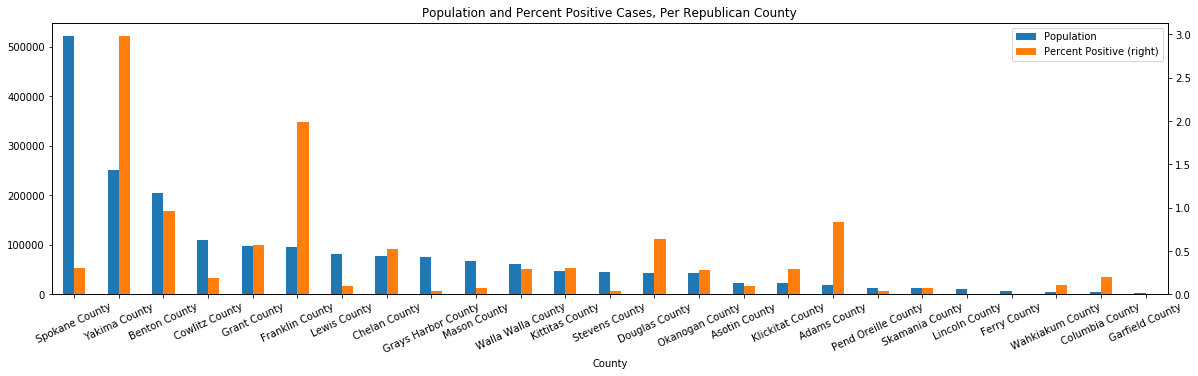 Population and Percent Positive Cases, Per Republican County
Population
Percent Positive (right)
500000
400000
300000
200000
100000
0
3.0
2.5
2.0
1.5
1.0
0.5
0.0
Spokane County
Yakima County
Benton County
Cowlitz County
Grant County
Franklin County
Lewis County
Chelan County
Grays Harbor County
Mason County
Walla Walla County
Kittitas County
Stevens County
Douglas County
Okanogan County
Asotin County
Klickitat County
Adams County
Pend Oreille County
Skamania County
Lincoln County
Ferry County
Wahkiakum County
Columbia County
Garfield County
County